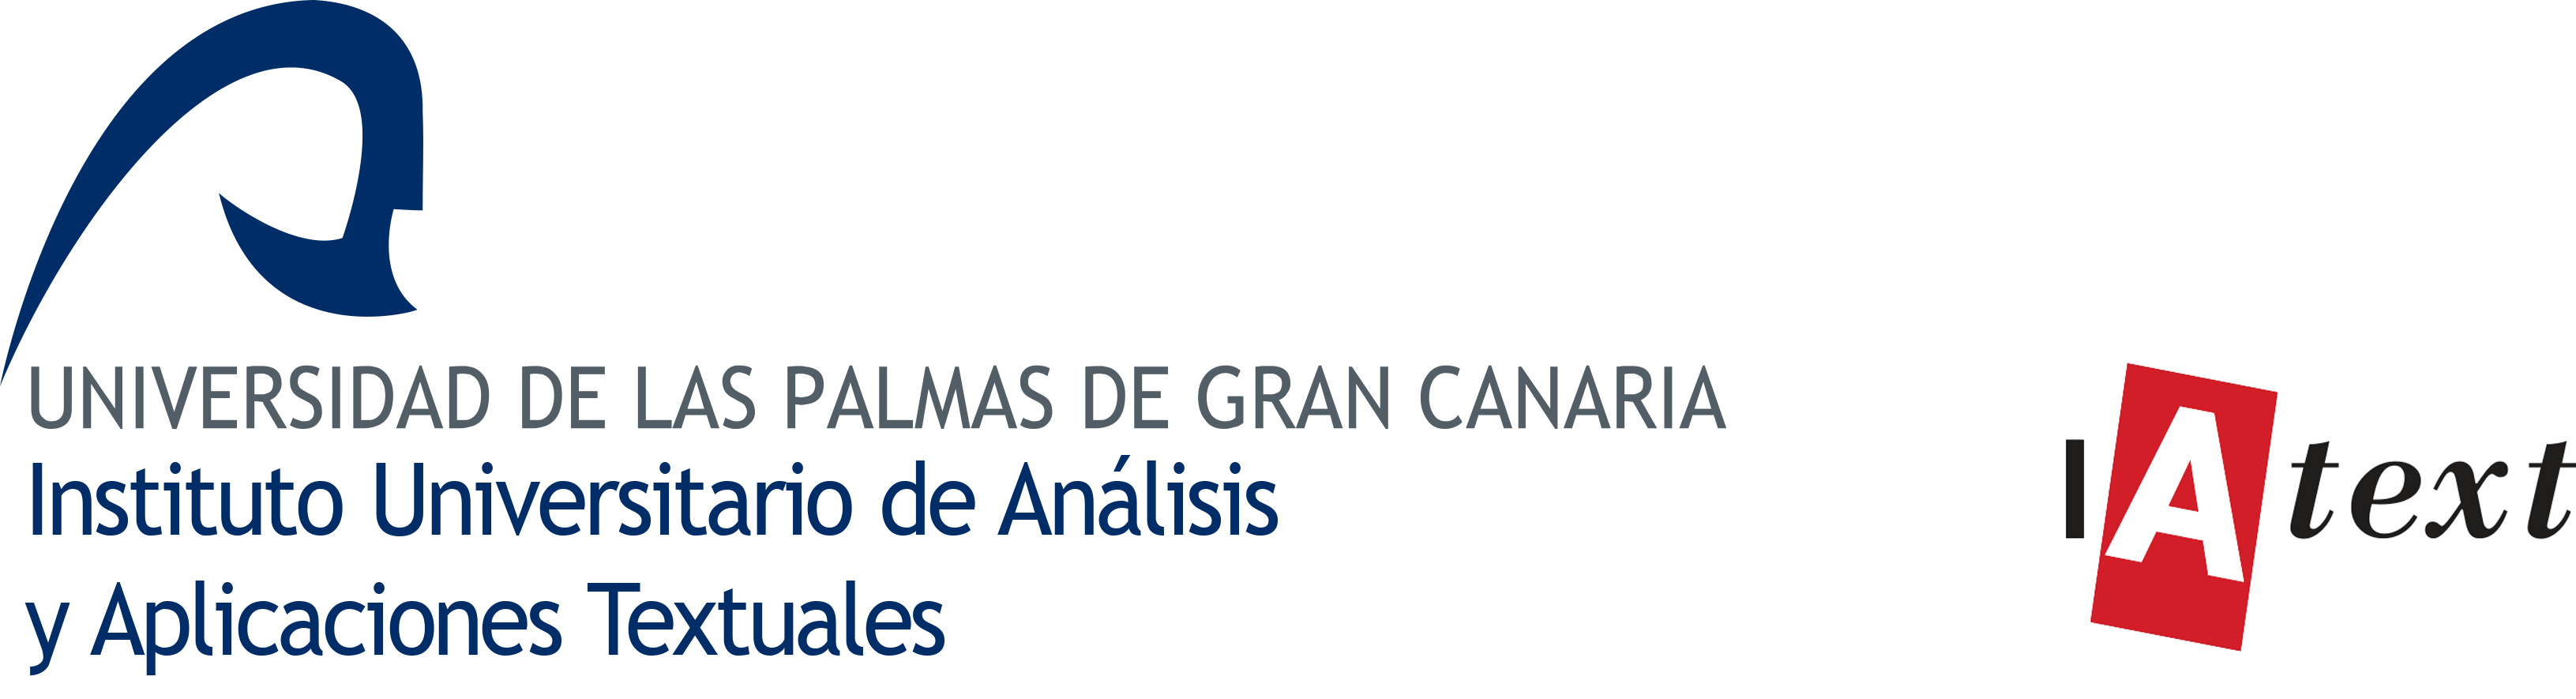 UNIVERSIDAD DE LAS PALMAS DE GRAN CANARIA
Instituto Universitario de Análisis
y Aplicaciones Textuales
IAtext